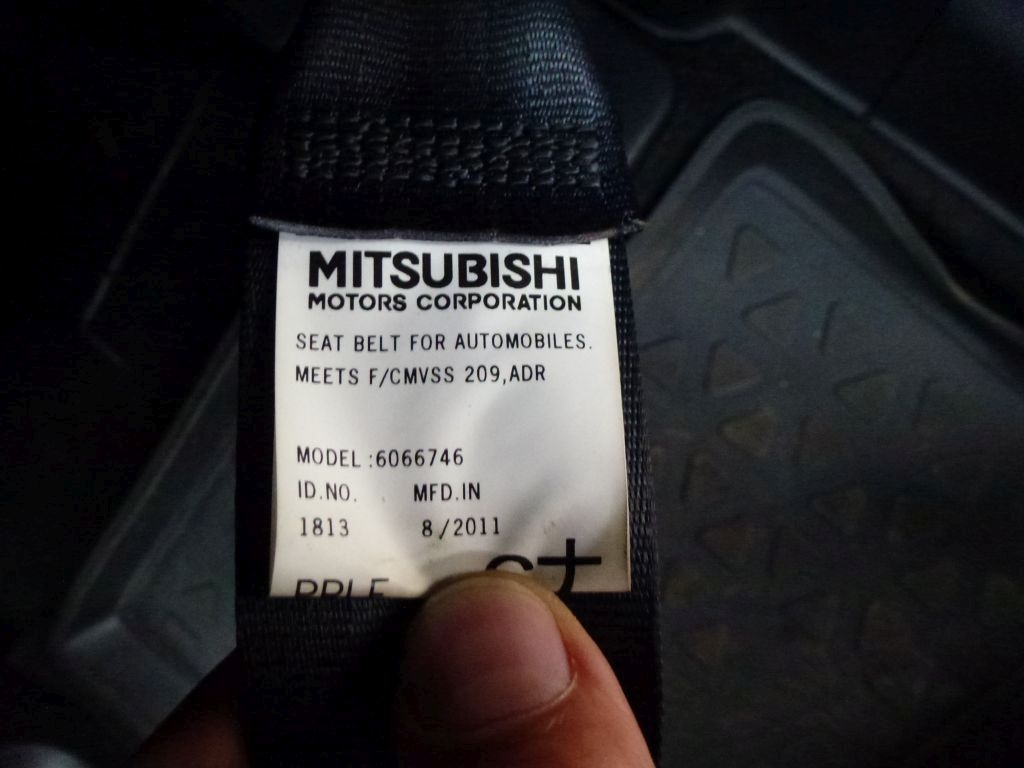 MITSUBISHI
MOTORS CORPORATION
SEAT BELT FOR AUTOMOBILES.
MEETS F/CMVSS 209,ADR
MODEL:6066746
ID.NO. MFD.IN
1813 8/2011